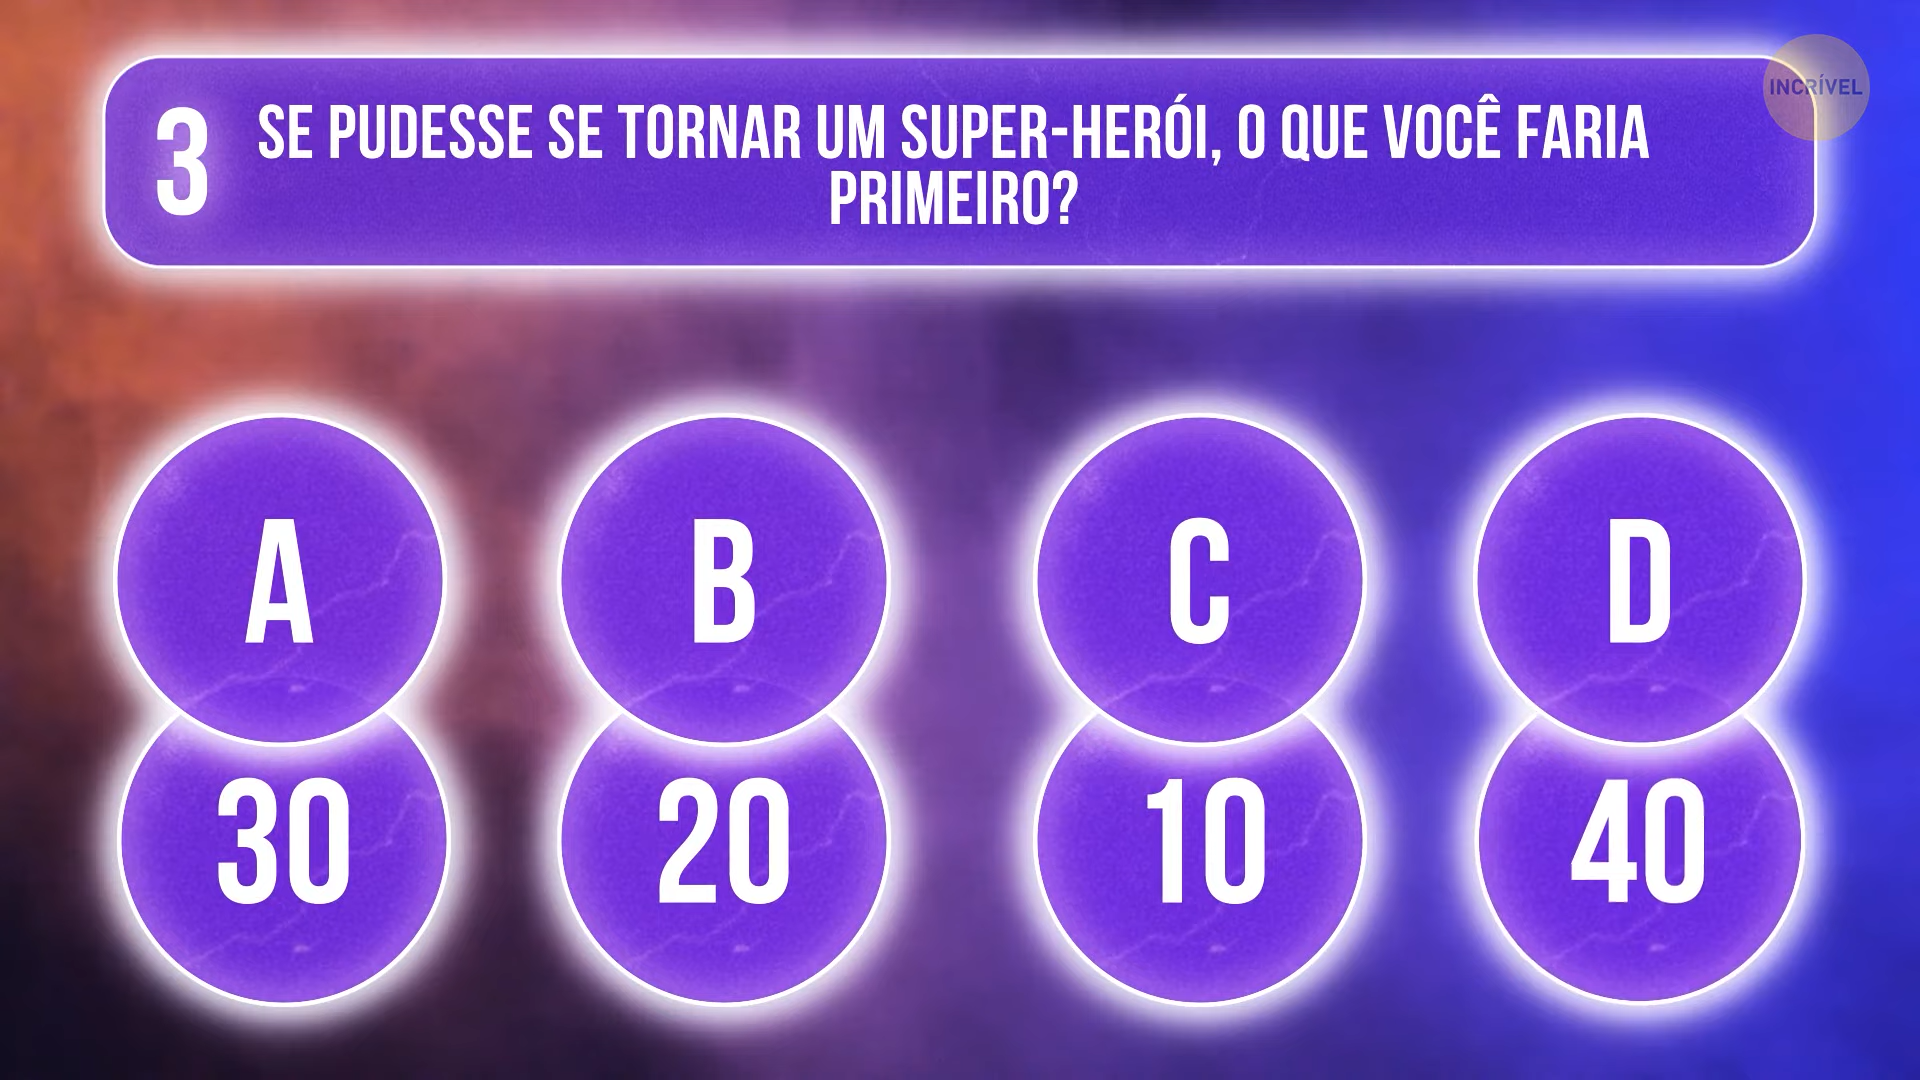 INCRÍVEL
3
SE PUDESSE SE TORNAR UM SUPER-HERÓI, O QUE VOCÊ FARIA
PRIMEIRO?
A
B
C
D
30
20
10
40